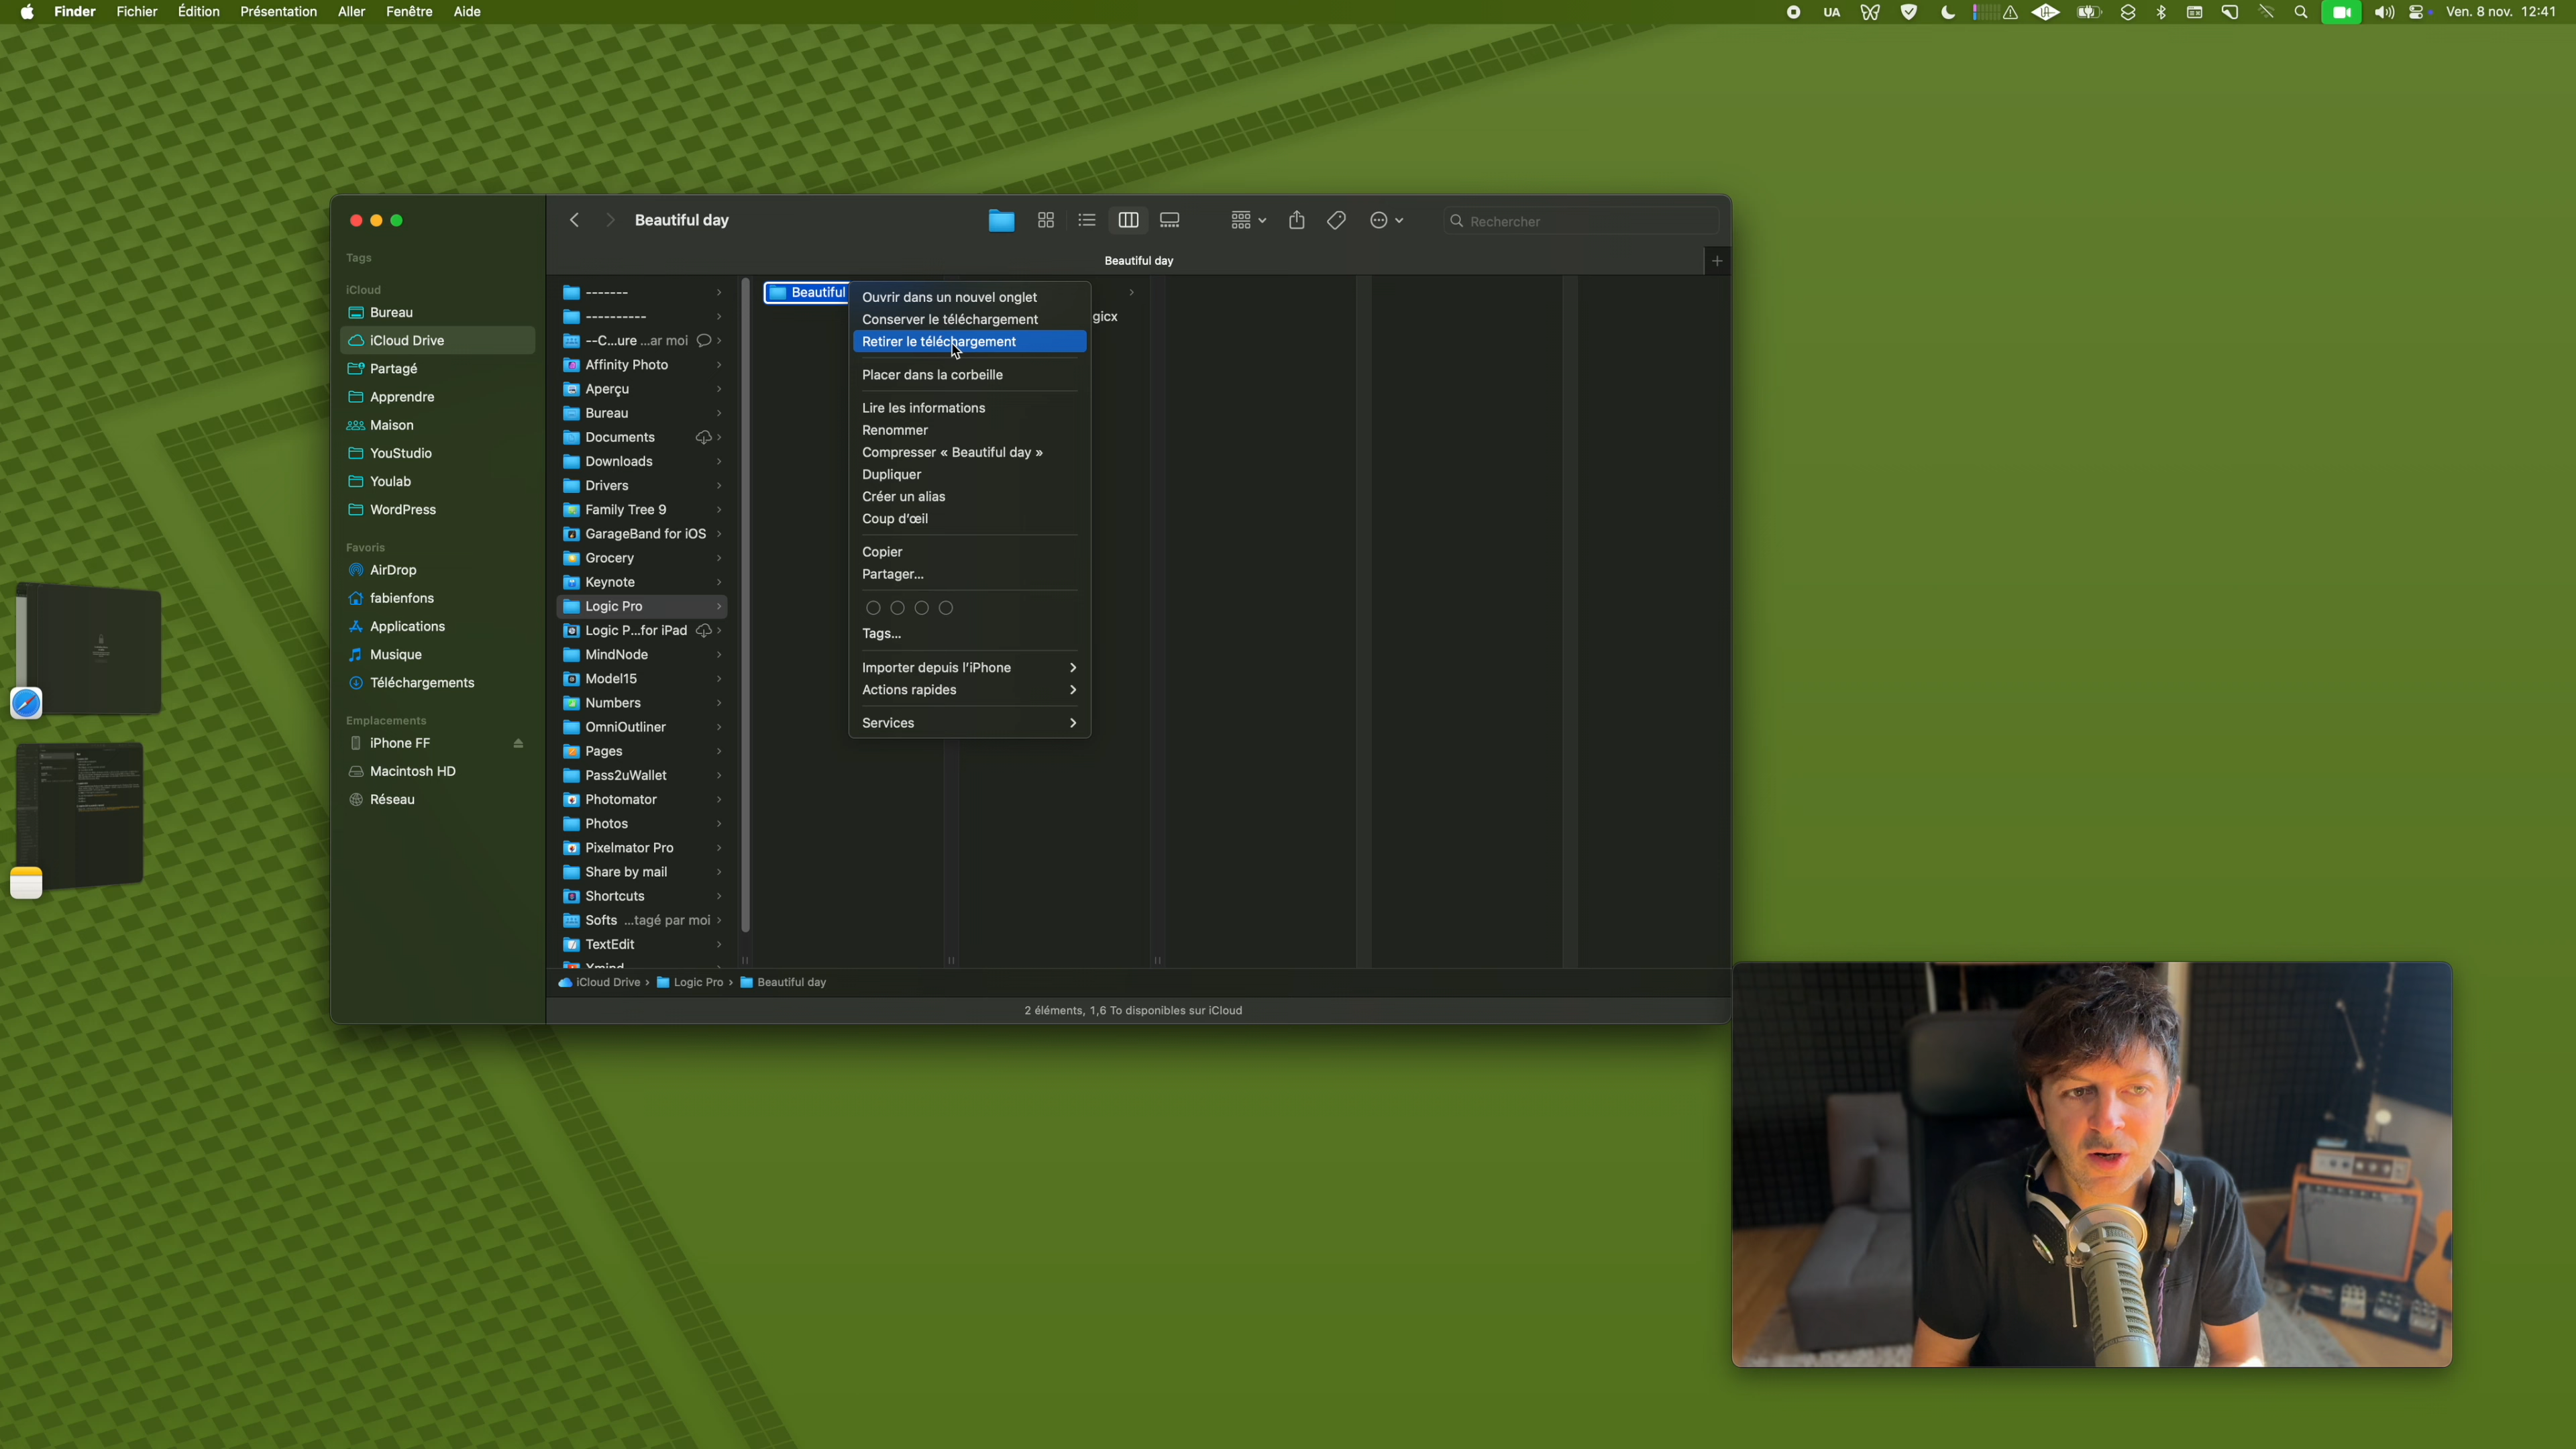 Finder Fichier Édition Présentation Aller Fenêtre Aide UA Ven. 8 nov. 12:41
Beautiful day
Rechercher
Beautiful day
Tags
iCloud
Bureau
iCloud Drive
Partagé
Apprendre
Maison
YouStudio
Youlab
WordPress
Favoris
AirDrop
fabienfons
Applications
Musique
Téléchargements
Emplacements
iPhone FF
Macintosh HD
Réseau
-------
----------
--C...ure ...ar moi
Affinity Photo
Aperçu
Bureau
Documents
Downloads
Drivers
Family Tree 9
GarageBand for iOS
Grocery
Keynote
Logic Pro
Logic P...for iPad
MindNode
Model15
Numbers
OmniOutliner
Pages
Pass2uWallet
Photomator
Photos
Pixelmator Pro
Share by mail
Shortcuts
Softs ...tagé par moi
TextEdit
Xmind
Beautiful
gicx
Ouvrir dans un nouvel onglet
Conserver le téléchargement
Retirer le téléchargement
Placer dans la corbeille
Lire les informations
Renommer
Compresser « Beautiful day »
Dupliquer
Créer un alias
Coup d’œil
Copier
Partager...
Tags...
Importer depuis l’iPhone
Actions rapides
Services
iCloud Drive › Logic Pro › Beautiful day
2 éléments, 1,6 To disponibles sur iCloud